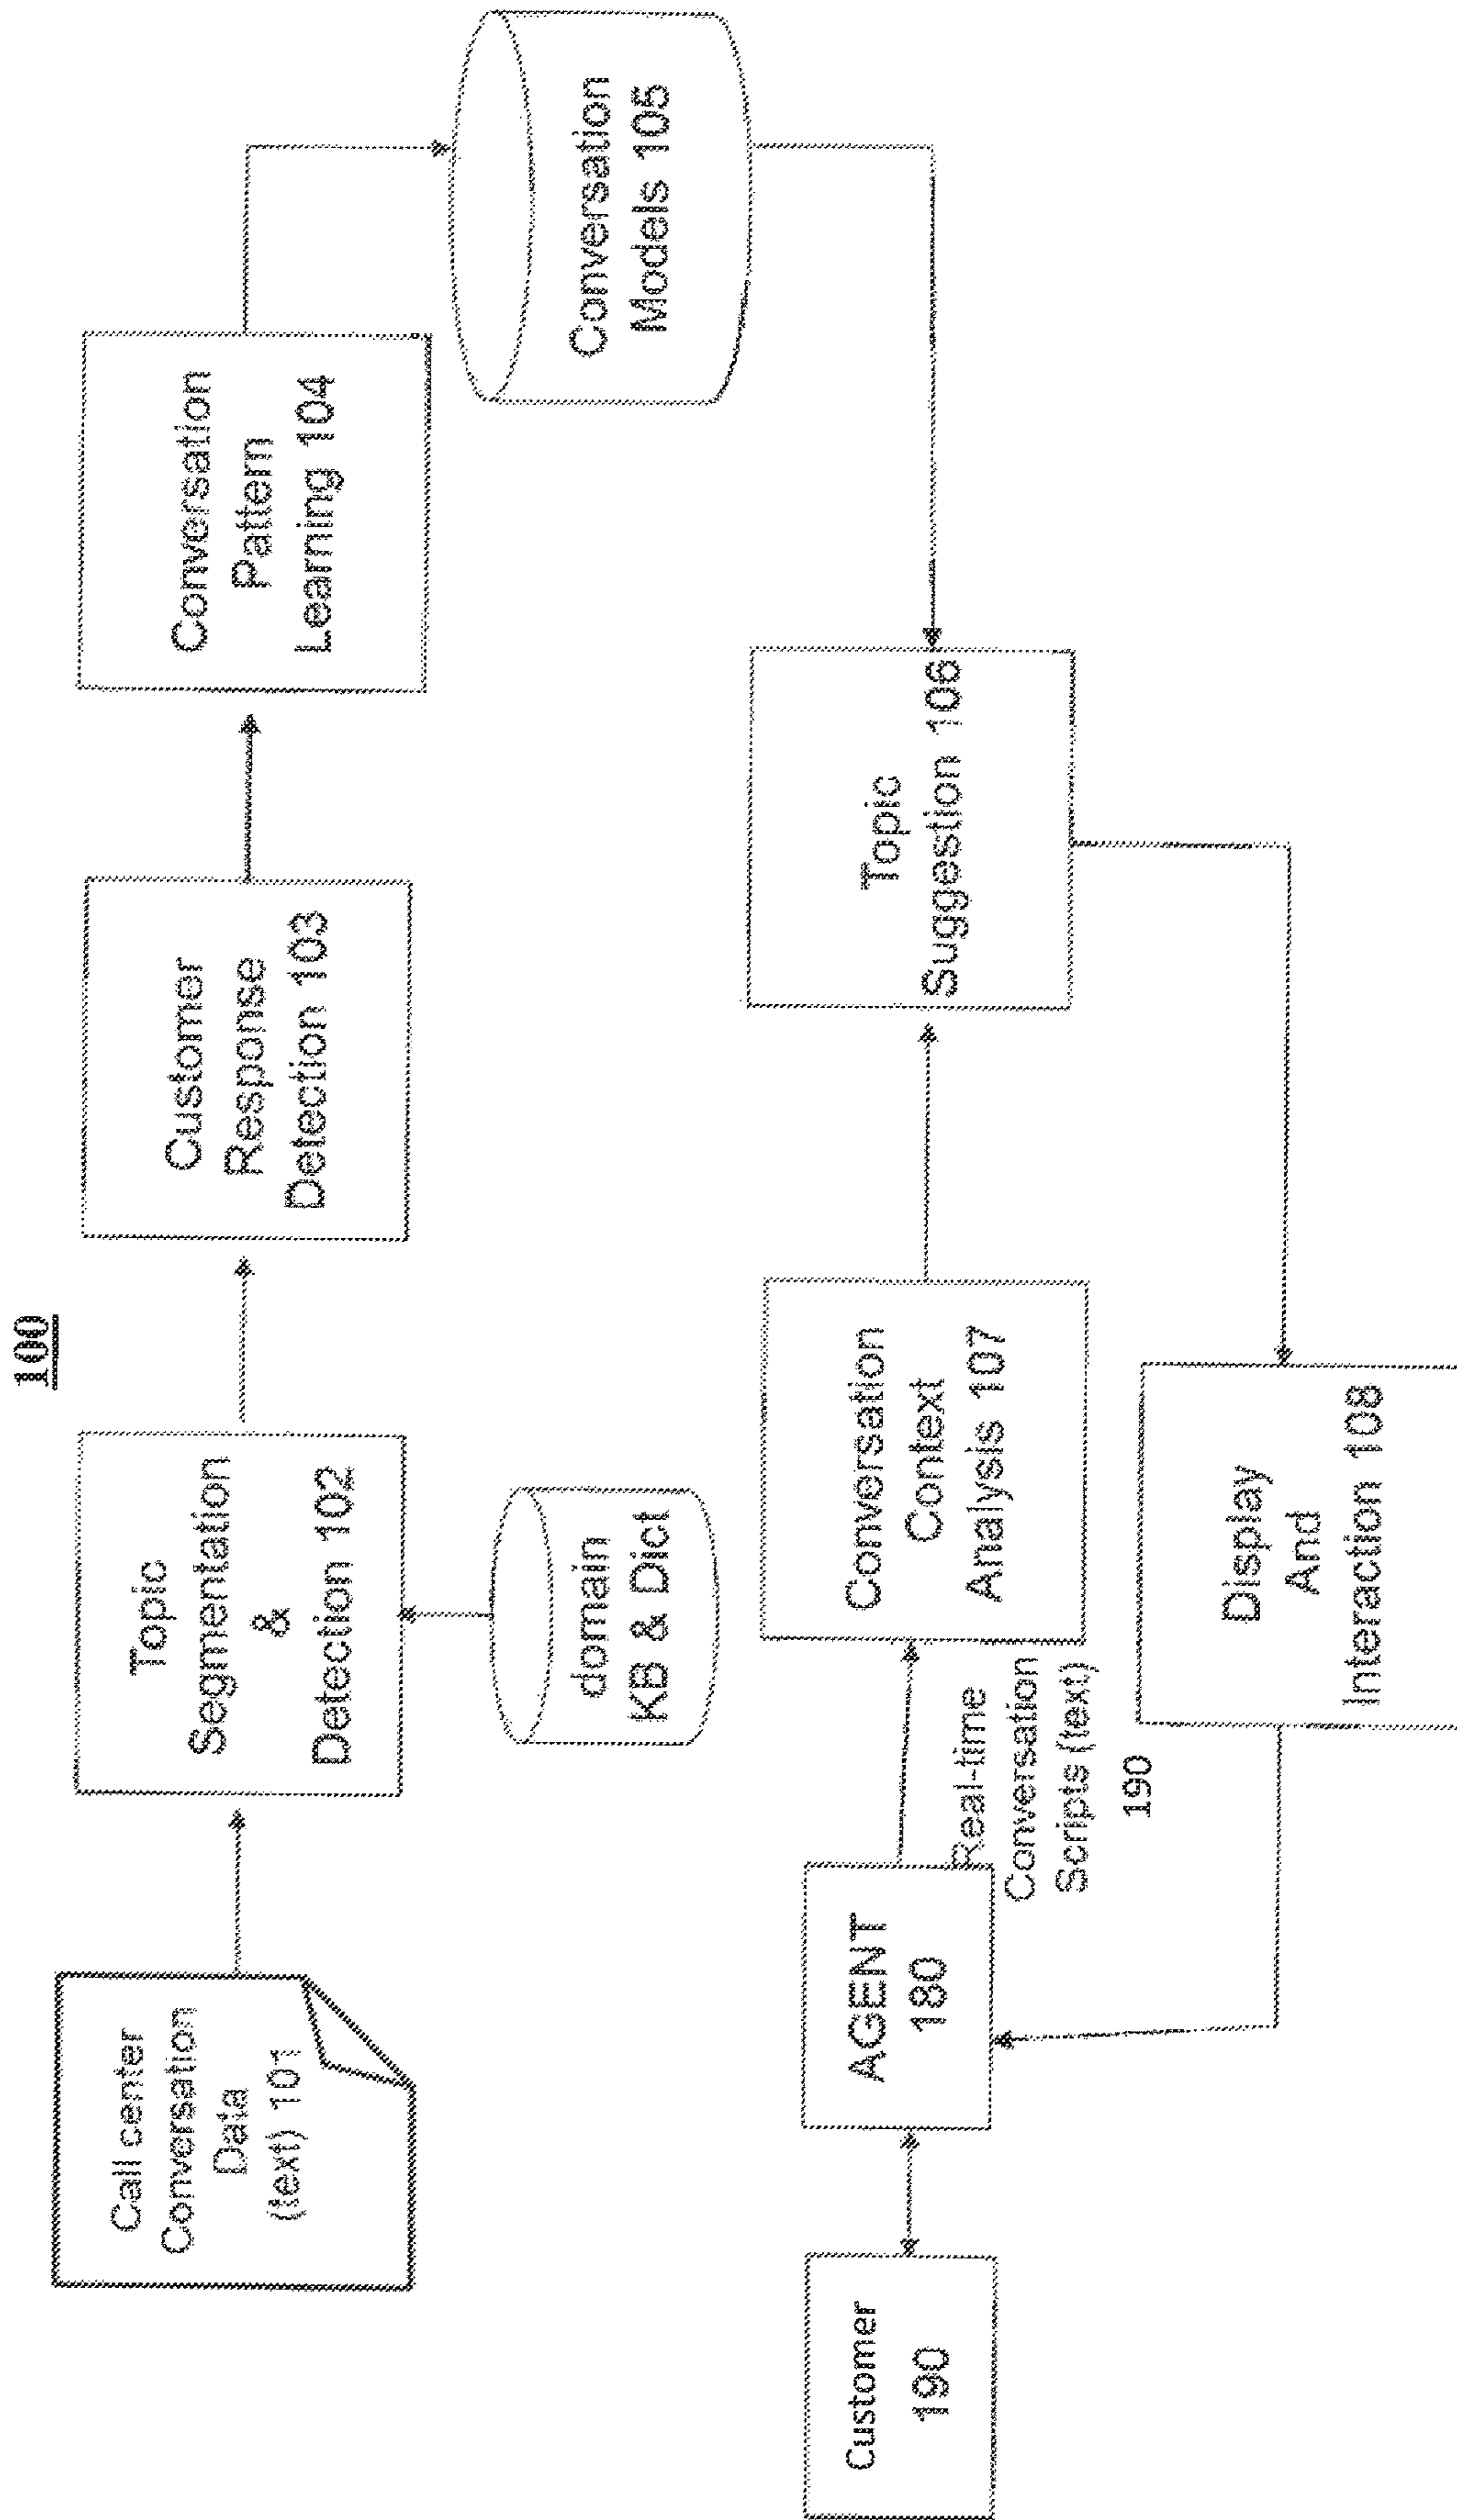 100
Call center
Conversation
Data
(text) 101
Topic
Segmentation
&
Detection 102
Customer
Response
Detection 103
Conversation
Pattern
Learning 104
domain
KB & Dict
Conversation
Models 105
Customer
190
AGENT
180
Real-time
Conversation
Scripts (text)
190
Conversation
Context
Analysis 107
Topic
Suggestion 106
Display
And
Interaction 108